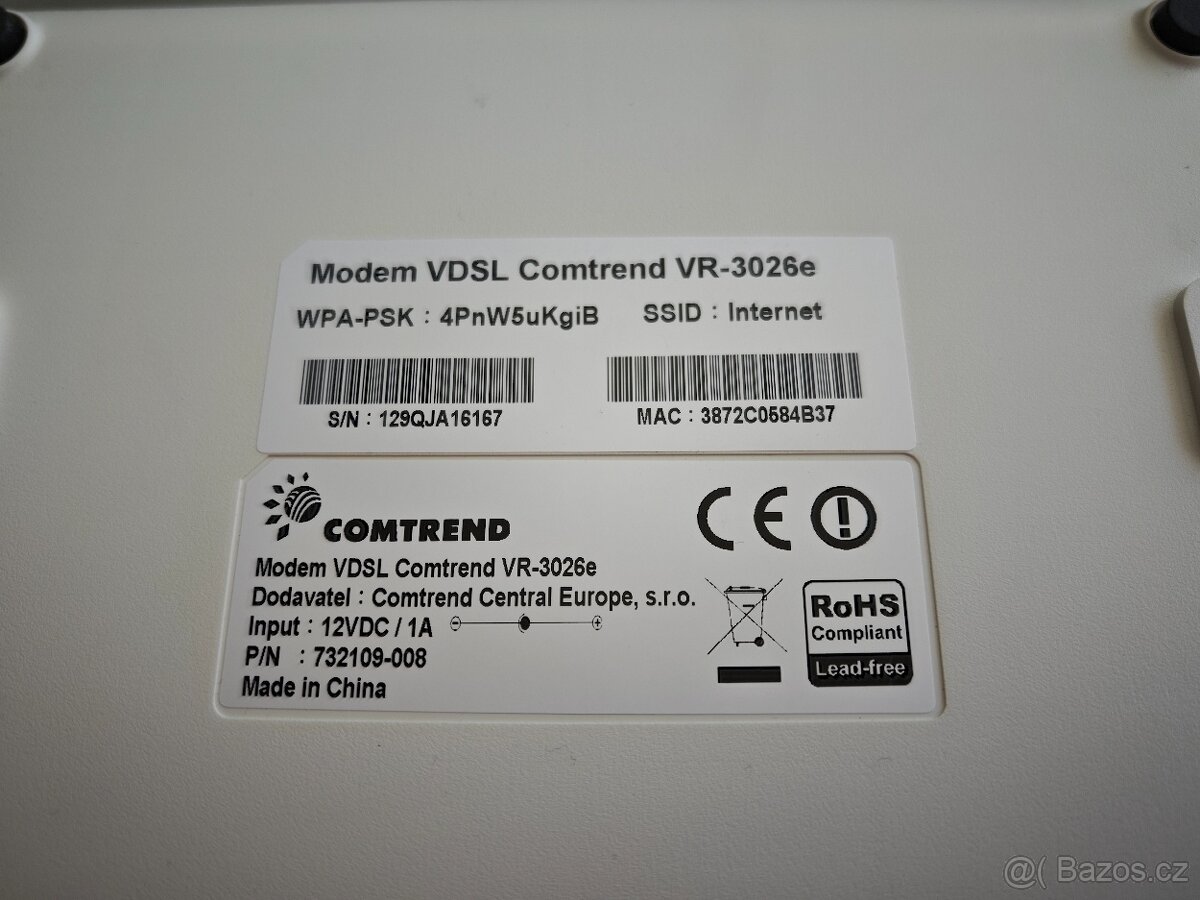 Modem VDSL Comtrend VR-3026e
WPA-PSK : 4PnW5uKgiB SSID : Internet
S/N : 129QJA16167 MAC : 3872C0584B37
COMTREND
Modem VDSL Comtrend VR-3026e
Dodavatel : Comtrend Central Europe, s.r.o.
Input : 12VDC / 1A
P/N : 732109-008
Made in China
CE
RoHS
Compliant
Lead-free
@( Bazos.cz